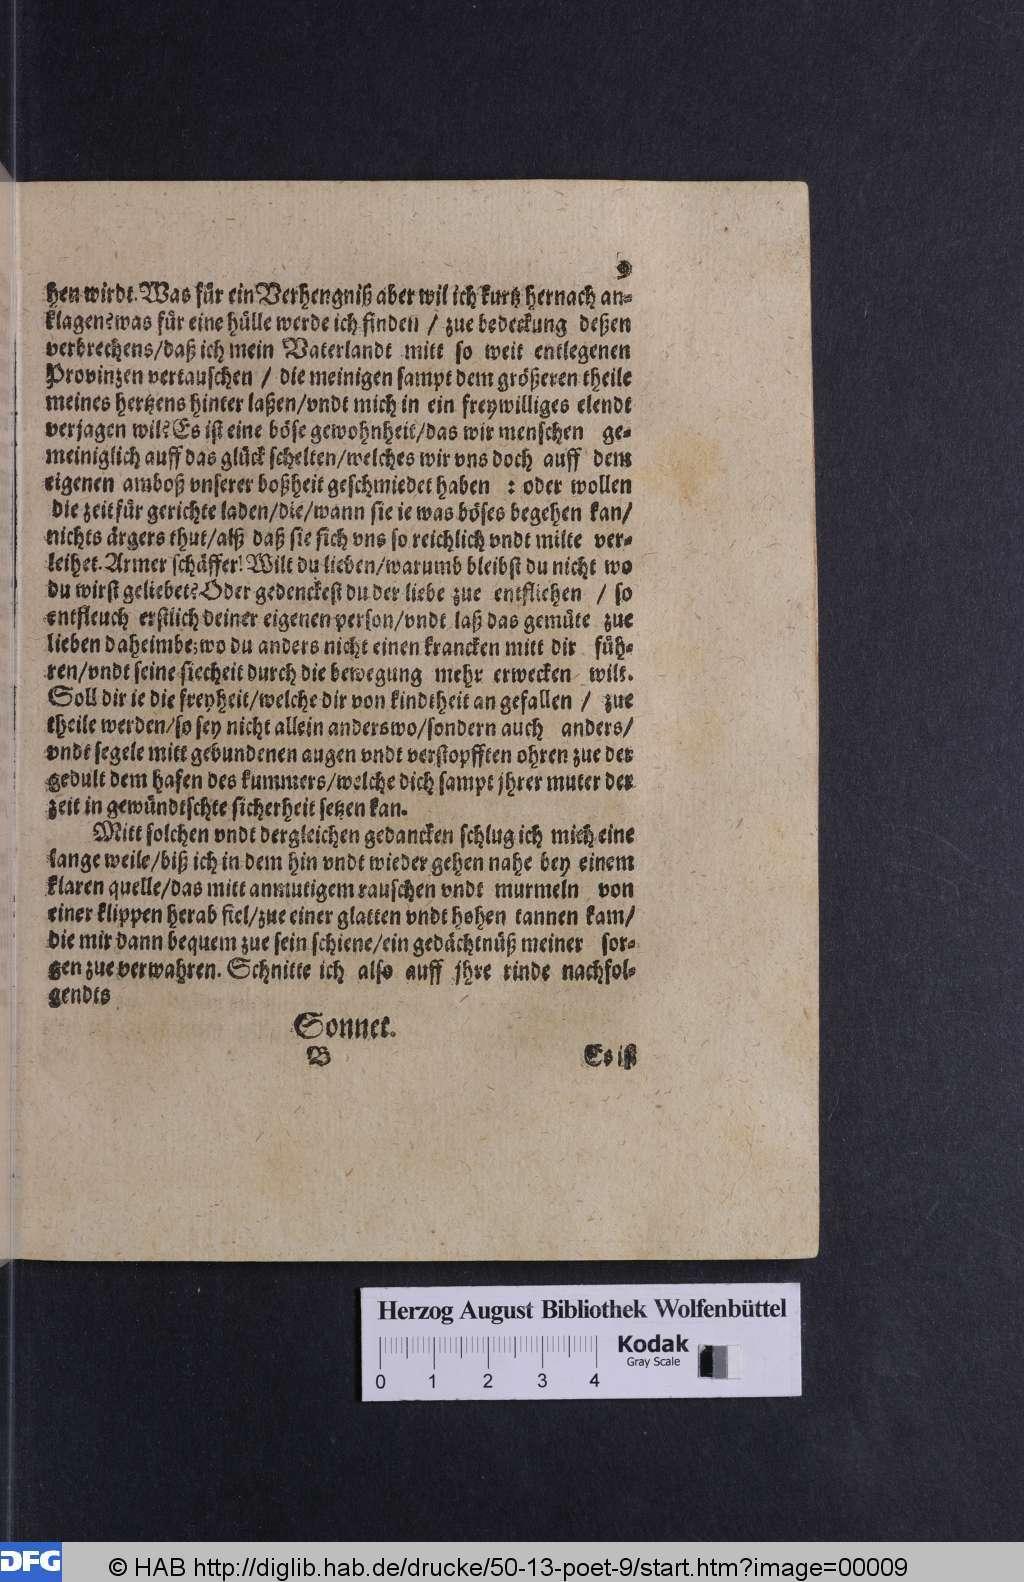 9
hen wirdt. Was für ein Verhengniß aber wil ich kurtz hernach an-
klagen? was für eine hülle werde ich finden / zue bedeckung deßen
verbrechens/daß ich mein Vaterlandt mitt so weit entlegenen
Provinzen vertauschen / die meinigen sampt dem größeren theile
meines hertzens hinter laßen/vndt mich in ein freywilliges elendt
verjagen wil? Es ist eine böse gewohnheit/das wir menschen ge-
meiniglich auff das glück schelten/welches wir vns doch auff dem
eigenen amboß vnserer boßheit geschmiedet haben : oder wollen
die zeit für gerichte laden/die/wann sie ie was böses begehen kan/
nichts ärgers thut/alß daß sie sich vns so reichlich vndt milte ver-
leihet. Armer schäffer! Wilt du lieben/warumb bleibst du nicht wo
du wirst geliebet? Oder gedenckest du der liebe zue entfliehen / so
entfleuch erstlich deiner eigenen person/vndt laß das gemüte zue
lieben daheimbe; wo du anders nicht einen krancken mitt dir füh-
ren/vndt seine siecheit durch die bewegung mehr erwecken wilt.
Soll dir ie die freyheit/welche dir von kindtheit an gefallen / zue
theile werden/so sey nicht allein anderswo/sondern auch anders/
vndt segele mitt gebundenen augen vndt verstopfften ohren zue der
gedult dem hafen des kummers/welche dich sampt jhrer muter der
zeit in gewündtschte sicherheit setzen kan.
Mitt solchen vndt dergleichen gedancken schlug ich mich eine
lange weile/biß ich in dem hin vndt wieder gehen nahe bey einem
klaren quelle/das mitt anmutigem rauschen vndt murmeln von
einer klippen herab fiel/zue einer glatten vndt hohen tannen kam/
die mir dann bequem zue sein schiene/ein gedächtnüß meiner sor-
gen zue verwahren. Schnitte ich also auff jhre rinde nachfol-
gendts
Sonnet.
B Es ist
Herzog August Bibliothek Wolfenbüttel
Kodak
Gray Scale
0 1 2 3 4
DFG © HAB http://diglib.hab.de/drucke/50-13-poet-9/start.htm?image=00009